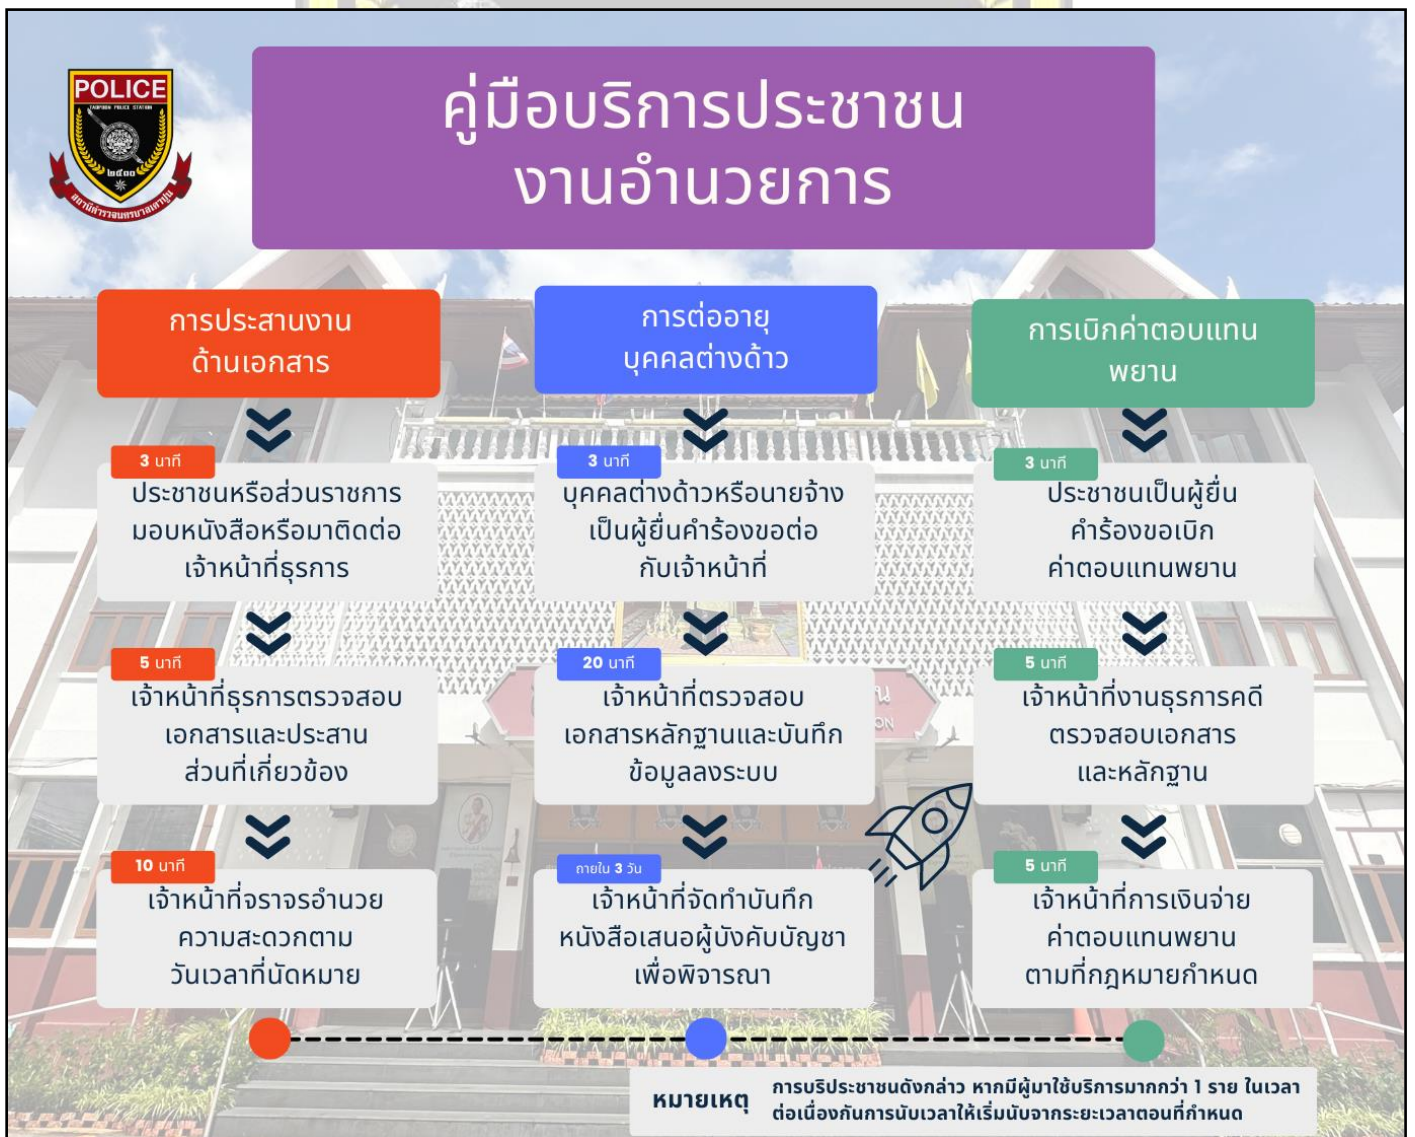 POLICE
TAOPOON POLICE STATION
๒๕๐๐
สถานีตำรวจนครบาลเตาปูน
คู่มือบริการประชาชน
งานอำนวยการ
การประสานงาน
ด้านเอกสาร
3 นาที
ประชาชนหรือส่วนราชการ
มอบหนังสือหรือมาติดต่อ
เจ้าหน้าที่ธุรการ
5 นาที
เจ้าหน้าที่ธุรการตรวจสอบ
เอกสารและประสาน
ส่วนที่เกี่ยวข้อง
10 นาที
เจ้าหน้าที่จราจรอำนวย
ความสะดวกตาม
วันเวลาที่นัดหมาย
การต่ออายุ
บุคคลต่างด้าว
3 นาที
บุคคลต่างด้าวหรือนายจ้าง
เป็นผู้ยื่นคำร้องขอต่อ
กับเจ้าหน้าที่
20 นาที
เจ้าหน้าที่ตรวจสอบ
เอกสารหลักฐานและบันทึก
ข้อมูลลงระบบ
ภายใน 3 วัน
เจ้าหน้าที่จัดทำบันทึก
หนังสือเสนอผู้บังคับบัญชา
เพื่อพิจารณา
การเบิกค่าตอบแทน
พยาน
3 นาที
ประชาชนเป็นผู้ยื่น
คำร้องขอเบิก
ค่าตอบแทนพยาน
5 นาที
เจ้าหน้าที่งานธุรการคดี
ตรวจสอบเอกสาร
และหลักฐาน
5 นาที
เจ้าหน้าที่การเงินจ่าย
ค่าตอบแทนพยาน
ตามที่กฎหมายกำหนด
หมายเหตุ
การบริประชาชนดังกล่าว หากมีผู้มาใช้บริการมากกว่า 1 ราย ในเวลา
ต่อเนื่องกันการนับเวลาให้เริ่มนับจากระยะเวลาตอนที่กำหนด